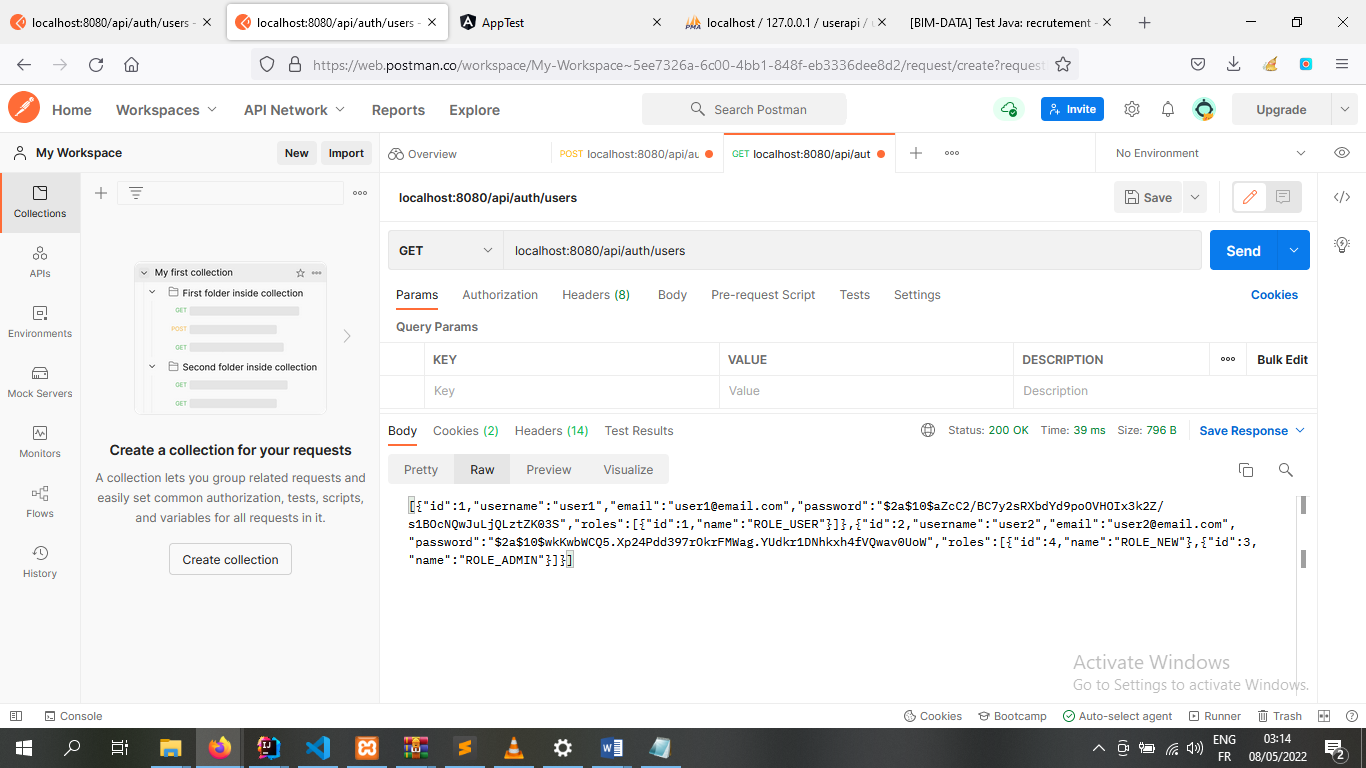 localhost:8080/api/auth/users -
localhost:8080/api/auth/users -
AppTest
PMA localhost / 127.0.0.1 / userapi / u
[BIM-DATA] Test Java: recrutement -
https://web.postman.co/workspace/My-Workspace~5ee7326a-6c00-4bb1-848f-eb3336dee8d2/request/create?request
Home Workspaces API Network Reports Explore
Search Postman
Invite
Upgrade
My Workspace
New Import
Overview
POST localhost:8080/api/au
GET localhost:8080/api/aut
No Environment
Collections
APIs
Environments
Mock Servers
Monitors
Flows
History
My first collection
First folder inside collection
GET
POST
GET
Second folder inside collection
GET
GET
Create a collection for your requests
A collection lets you group related requests and
easily set common authorization, tests, scripts,
and variables for all requests in it.
Create collection
localhost:8080/api/auth/users
Save
GET localhost:8080/api/auth/users
Send
Params Authorization Headers (8) Body Pre-request Script Tests Settings
Cookies
Query Params
KEY VALUE DESCRIPTION Bulk Edit
Key Value Description
Body Cookies (2) Headers (14) Test Results
Status: 200 OK Time: 39 ms Size: 796 B Save Response
Pretty Raw Preview Visualize
[{"id":1,"username":"user1","email":"user1@email.com","password":"$2a$10$aZcC2/BC7y2sRXbdYd9poOVHOIx3k2Z/
s1BOcNQwJuLjQLztZK03S","roles":[{"id":1,"name":"ROLE_USER"}]},{"id":2,"username":"user2","email":"user2@email.com",
"password":"$2a$10$wkKwbWCQ5.Xp24Pdd397rOkrFMWag.YUdkr1DNhkxh4fVQwav0UoW","roles":[{"id":4,"name":"ROLE_NEW"},{"id":3,
"name":"ROLE_ADMIN"}]}]
Activate Windows
Go to Settings to activate Windows.
Console
Cookies Bootcamp Auto-select agent Runner Trash
ENG
FR
03:14
08/05/2022
2